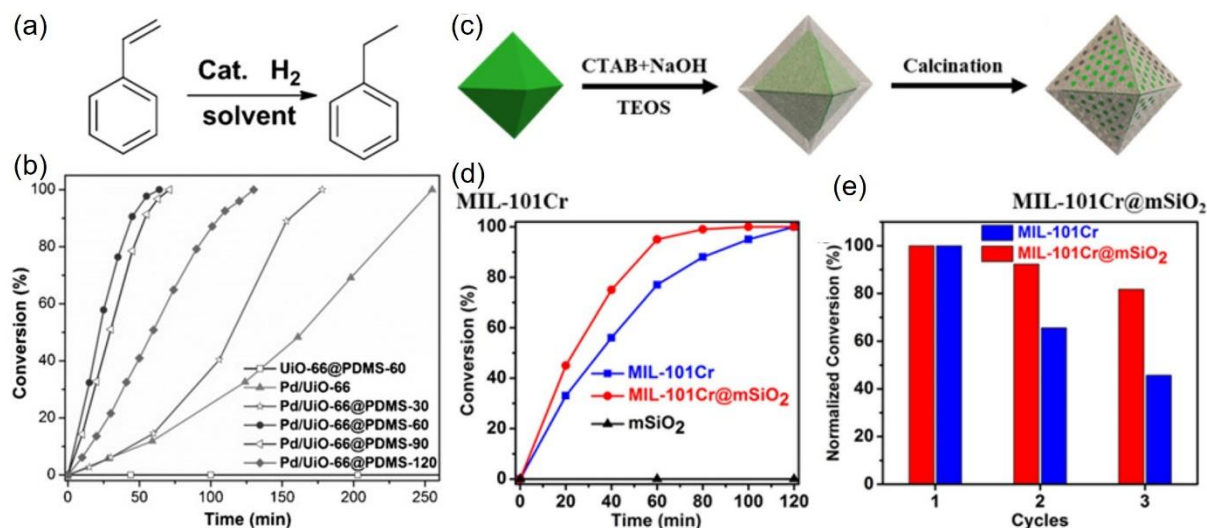 (a)
Cat. H₂
solvent
(c)
CTAB+NaOH
TEOS
Calcination
(b)
Conversion (%)
100
80
60
40
20
0
UiO-66@PDMS-60
Pd/UiO-66
Pd/UiO-66@PDMS-30
Pd/UiO-66@PDMS-60
Pd/UiO-66@PDMS-90
Pd/UiO-66@PDMS-120
0 50 100 150 200 250
Time (min)
(d)
MIL-101Cr
Conversion (%)
100
80
60
40
20
0
MIL-101Cr
MIL-101Cr@mSiO₂
mSiO₂
0 20 40 60 80 100 120
Time (min)
(e)
MIL-101Cr@mSiO₂
Normalized Conversion (%)
100
80
60
40
20
0
MIL-101Cr
MIL-101Cr@mSiO₂
1 2 3
Cycles